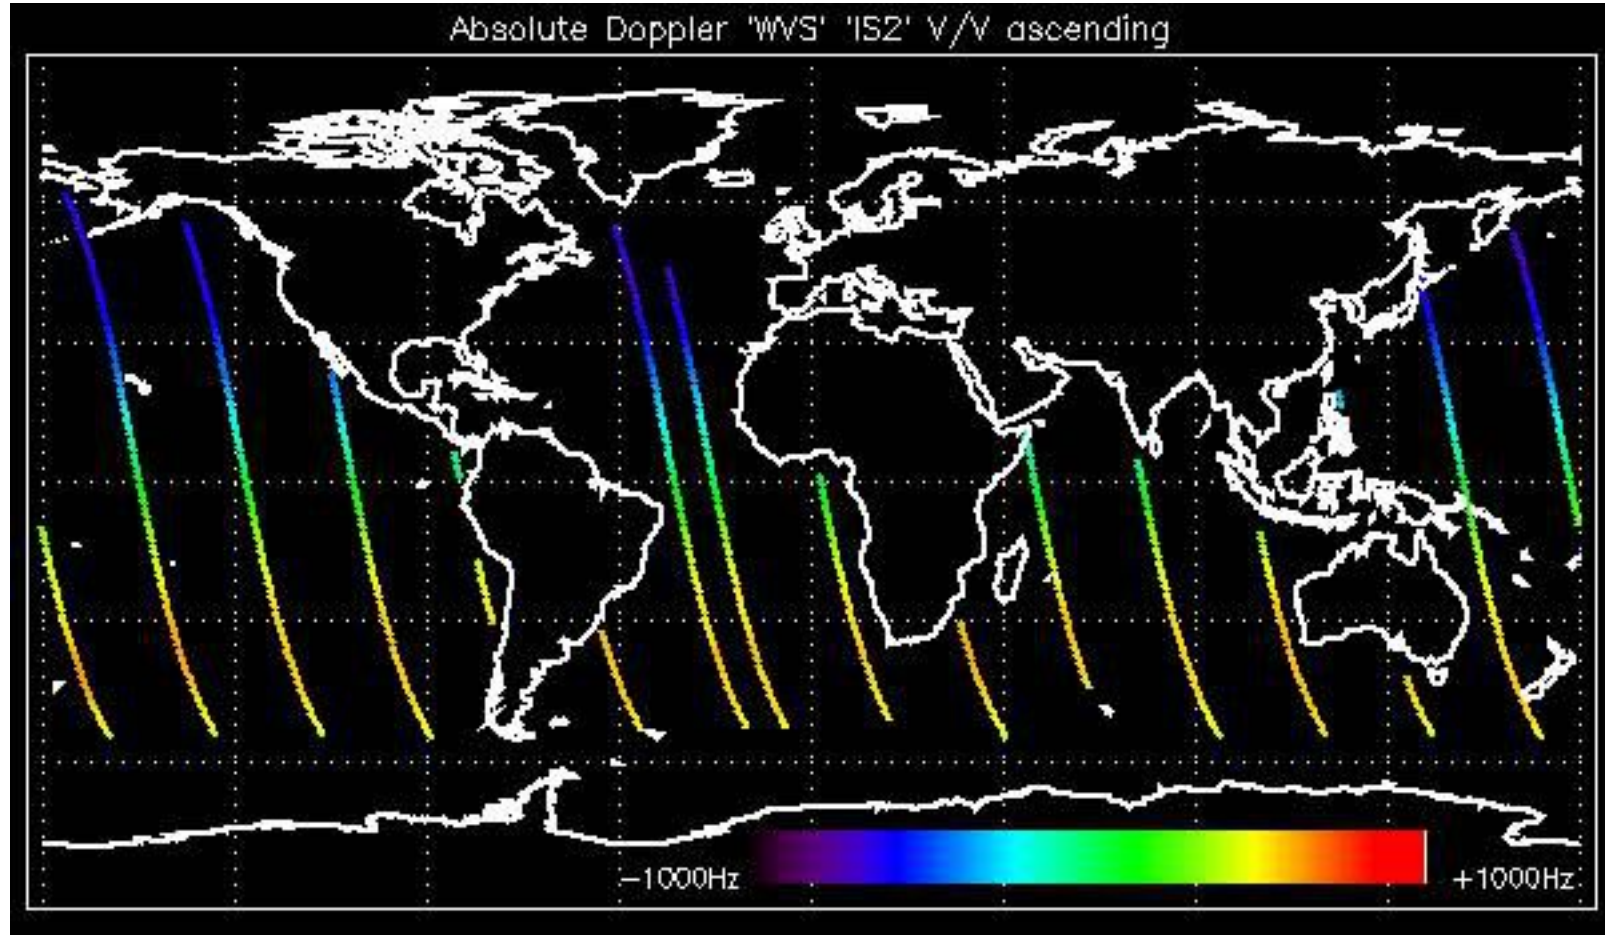 Absolute Doppler 'WVS' 'IS2' V/V ascending
-1000Hz +1000Hz